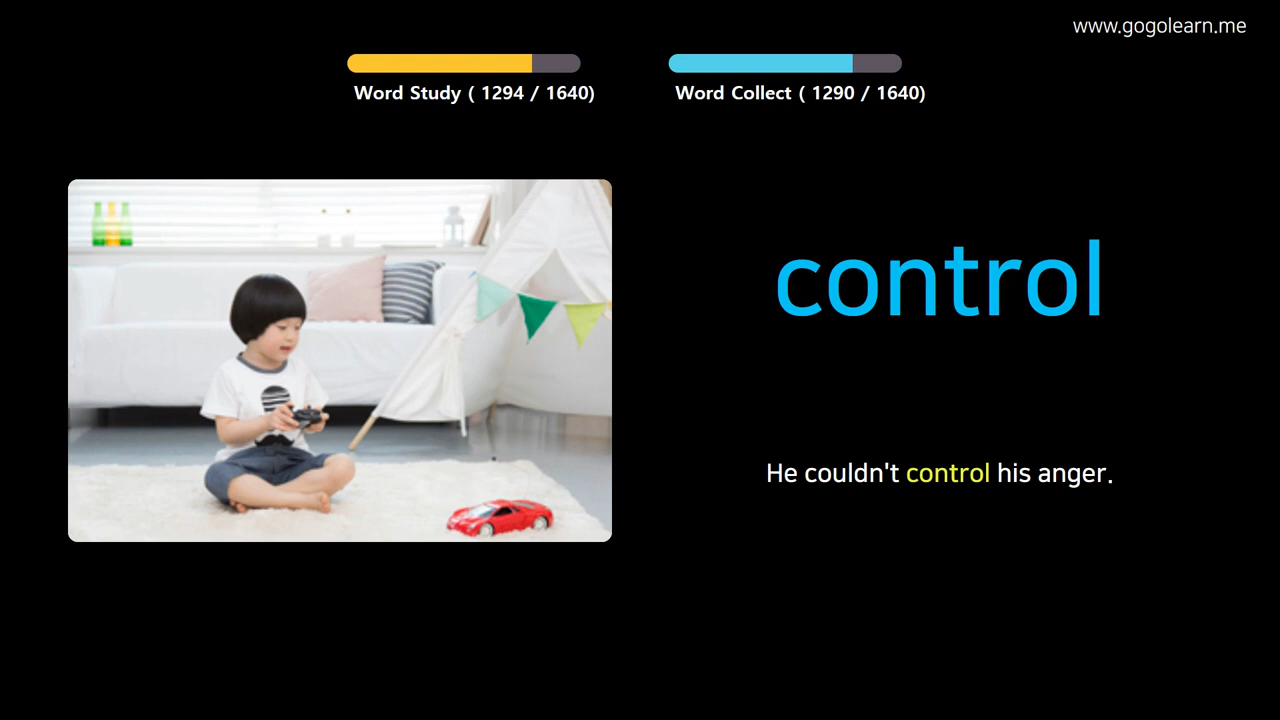 www.gogolearn.me
Word Study ( 1294 / 1640)
Word Collect ( 1290 / 1640)
control
He couldn't control his anger.